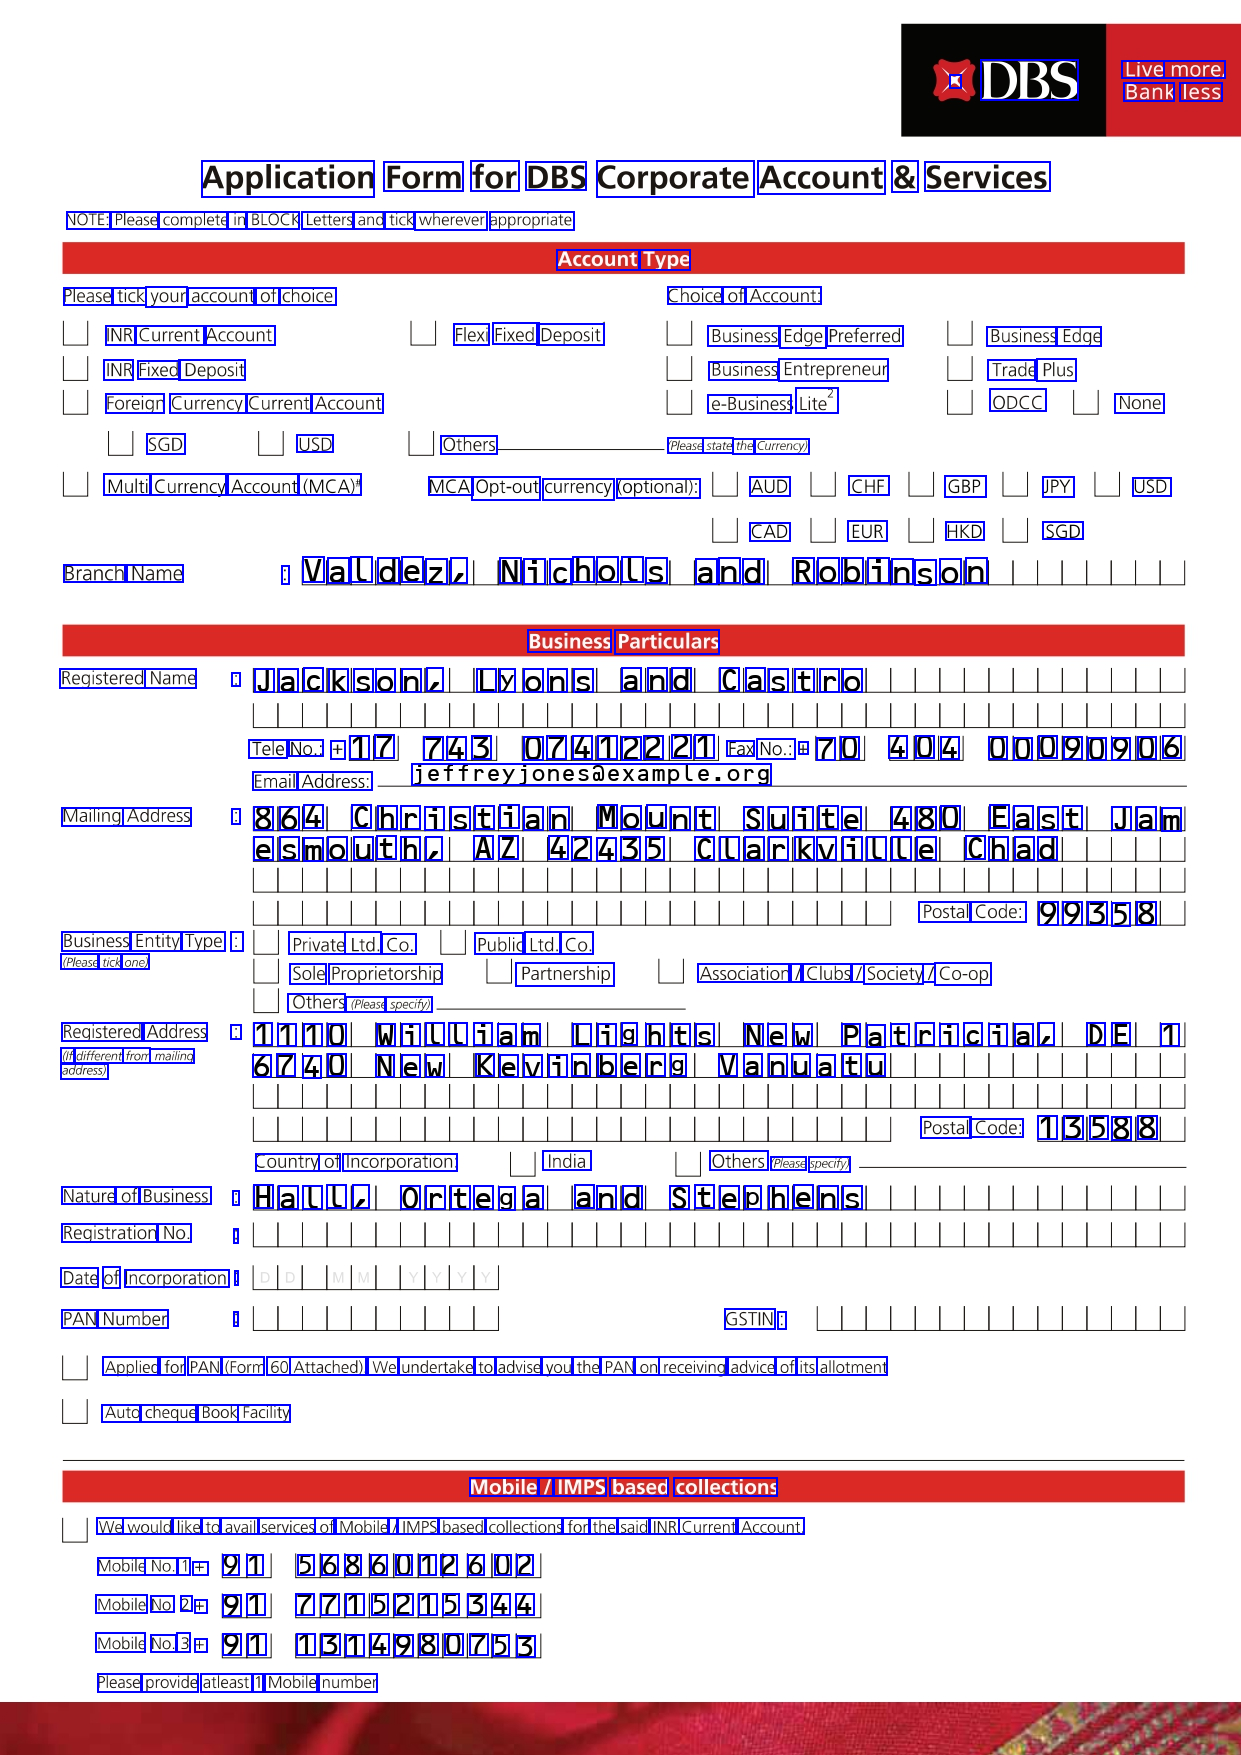 DBS Live more, Bank less
Application Form for DBS Corporate Account & Services
NOTE: Please complete in BLOCK Letters and tick wherever appropriate
Account Type
Please tick your account of choice Choice of Account:
INR Current Account Flexi Fixed Deposit Business Edge Preferred Business Edge
INR Fixed Deposit Business Entrepreneur Trade Plus
Foreign Currency Current Account e-Business Lite² ODCC None
SGD USD Others (Please state the Currency)
Multi Currency Account (MCA)# MCA Opt-out currency (optional): AUD CHF GBP JPY USD
CAD EUR HKD SGD
Branch Name : Valdez, Nichols and Robinson
Business Particulars
Registered Name : Jackson, Lyons and Castro
Tele No.: + 17 743 07412221 Fax No.: + 70 404 00090906
Email Address: jeffreyjones@example.org
Mailing Address : 864 Christian Mount Suite 480 East Jam
esmouth, AZ 42435 Clarkville Chad
Postal Code: 99358
Business Entity Type : Private Ltd. Co. Public Ltd. Co.
(Please tick one)
Sole Proprietorship Partnership Association / Clubs / Society / Co-op
Others (Please specify)
Registered Address : 1110 William Lights New Patricia, DE 1
(If different from mailing address) 6740 New Kevinberg Vanuatu
Postal Code: 13588
Country of Incorporation: India Others (Please specify)
Nature of Business : Hall, Ortega and Stephens
Registration No. :
Date of Incorporation : D D M M Y Y Y Y
PAN Number : GSTIN :
Applied for PAN (Form 60 Attached). We undertake to advise you the PAN on receiving advice of its allotment
Auto cheque Book Facility
Mobile / IMPS based collections
We would like to avail services of Mobile / IMPS based collections for the said INR Current Account.
Mobile No. 1 + 91 5686012602
Mobile No. 2 + 91 7715215344
Mobile No. 3 + 91 1314980753
Please provide atleast 1 Mobile number